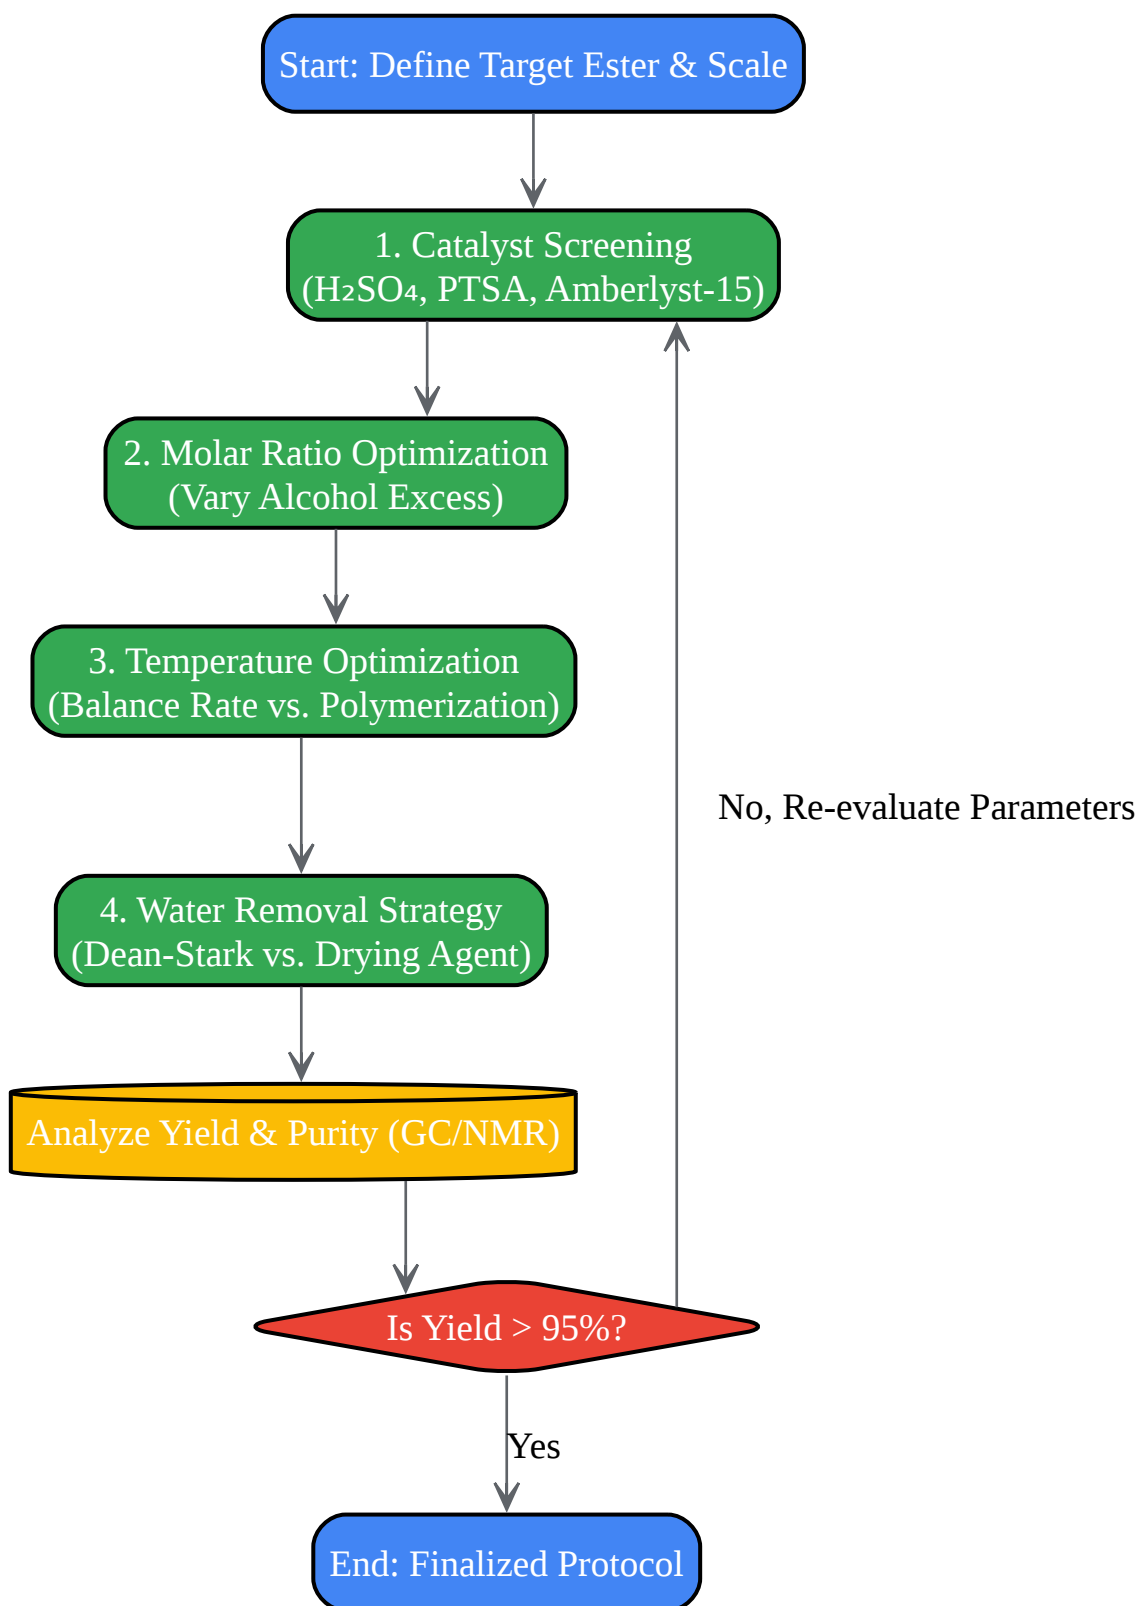 Start: Define Target Ester & Scale
1. Catalyst Screening
(H₂SO₄, PTSA, Amberlyst-15)
2. Molar Ratio Optimization
(Vary Alcohol Excess)
3. Temperature Optimization
(Balance Rate vs. Polymerization)
No, Re-evaluate Parameters
4. Water Removal Strategy
(Dean-Stark vs. Drying Agent)
Analyze Yield & Purity (GC/NMR)
Is Yield > 95%?
Yes
End: Finalized Protocol